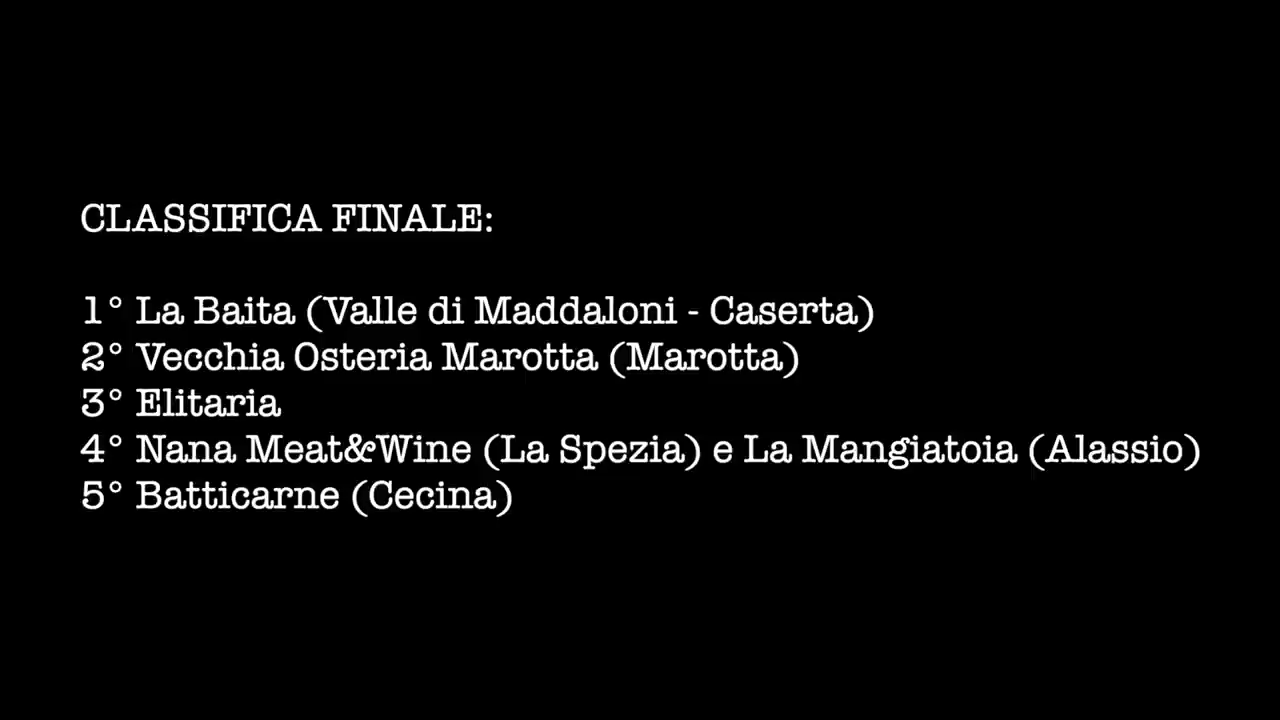 CLASSIFICA FINALE:
1° La Baita (Valle di Maddaloni - Caserta)
2° Vecchia Osteria Marotta (Marotta)
3° Elitaria
4° Nana Meat&Wine (La Spezia) e La Mangiatoia (Alassio)
5° Batticarne (Cecina)